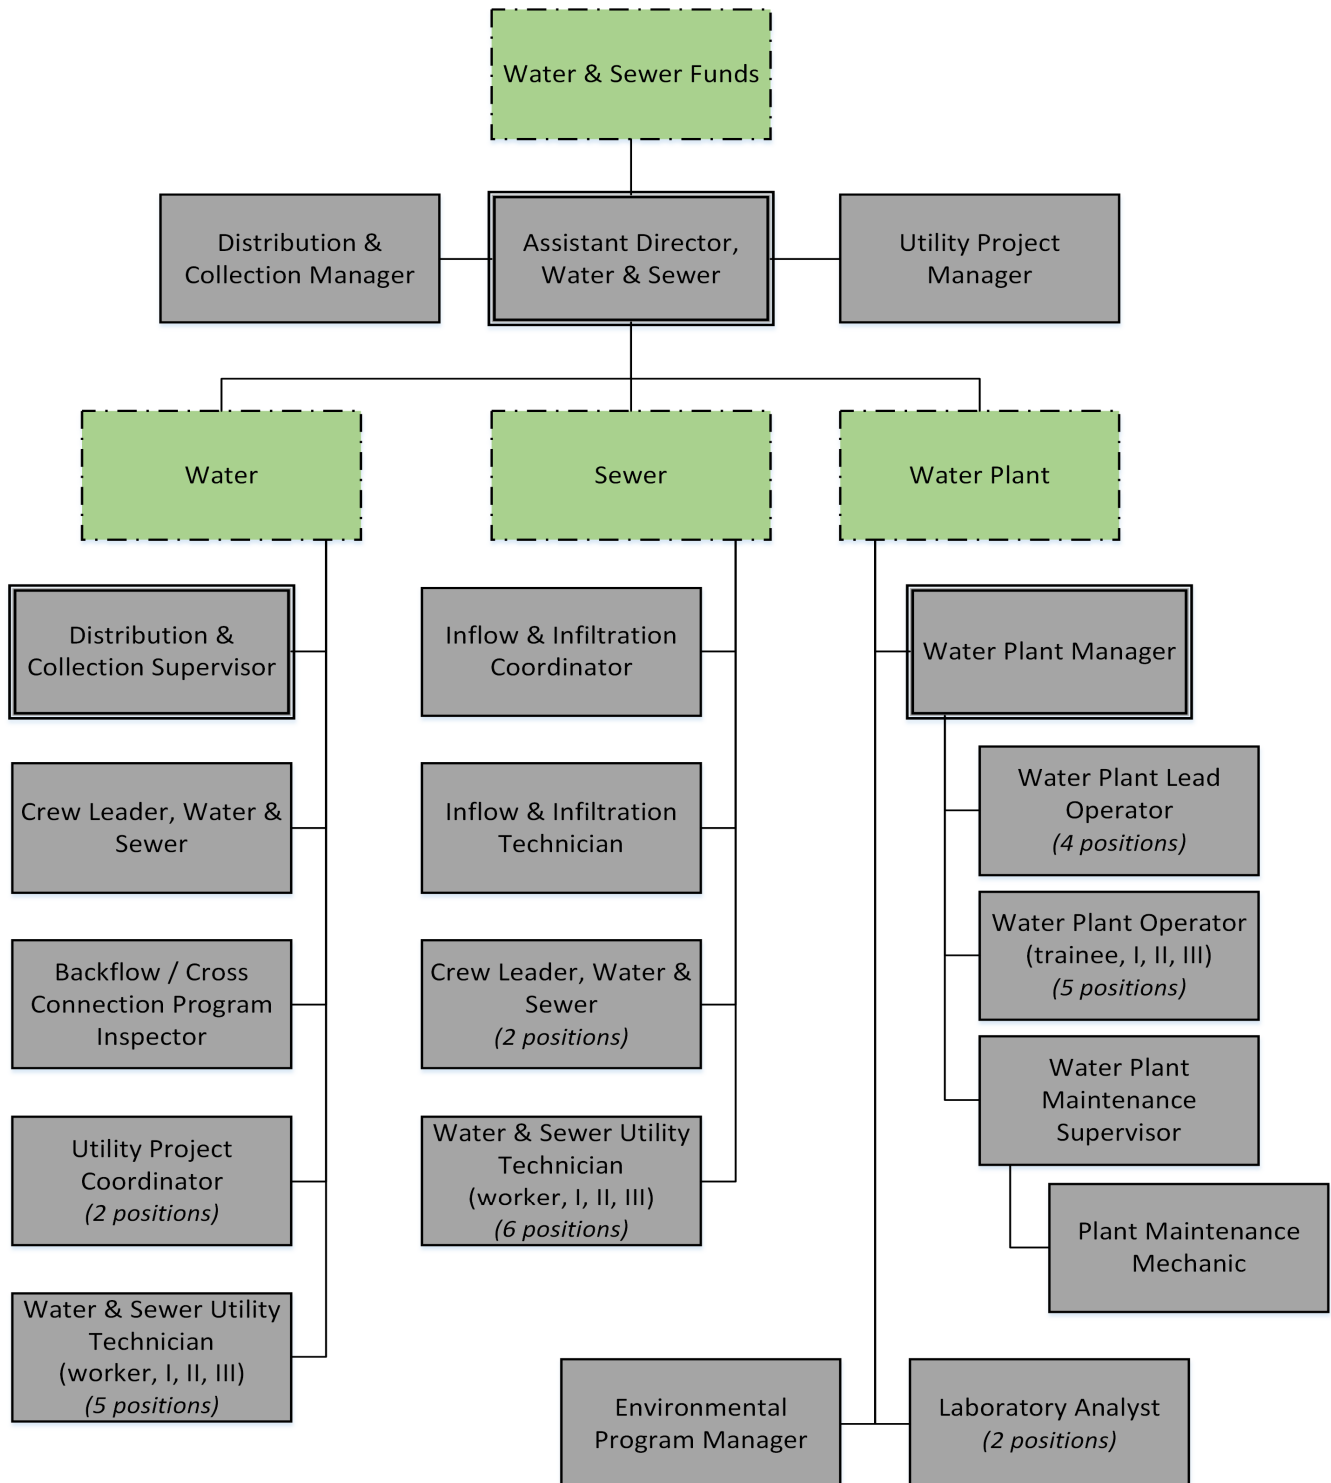 Water & Sewer Funds
Distribution &
Collection Manager
Assistant Director,
Water & Sewer
Utility Project
Manager
Water
Sewer
Water Plant
Distribution &
Collection Supervisor
Crew Leader, Water &
Sewer
Backflow / Cross
Connection Program
Inspector
Utility Project
Coordinator
(2 positions)
Water & Sewer Utility
Technician
(worker, I, II, III)
(5 positions)
Inflow & Infiltration
Coordinator
Inflow & Infiltration
Technician
Crew Leader, Water &
Sewer
(2 positions)
Water & Sewer Utility
Technician
(worker, I, II, III)
(6 positions)
Water Plant Manager
Water Plant Lead
Operator
(4 positions)
Water Plant Operator
(trainee, I, II, III)
(5 positions)
Water Plant
Maintenance
Supervisor
Plant Maintenance
Mechanic
Environmental
Program Manager
Laboratory Analyst
(2 positions)